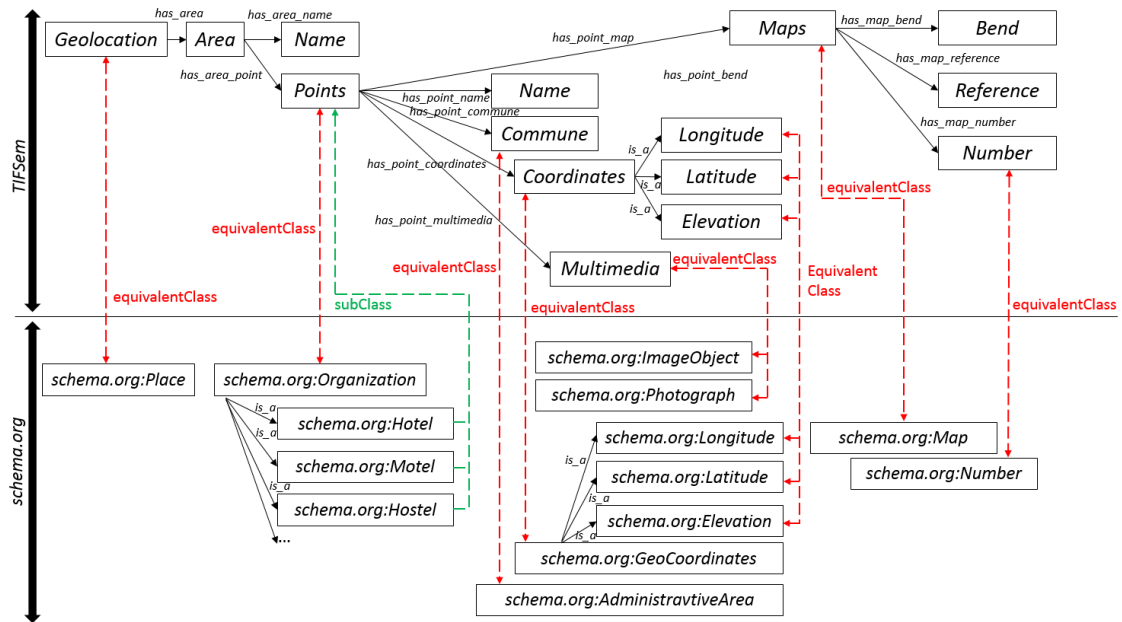 TIFSem
has_area
has_area_name
Geolocation
Area
Name
has_area_point
Points
has_point_map
Maps
has_map_bend
Bend
has_map_reference
Reference
has_map_number
Number
has_point_bend
has_point_name
Name
has_point_commune
Commune
has_point_coordinates
Coordinates
is_a
Longitude
is_a
Latitude
is_a
Elevation
has_point_multimedia
Multimedia
equivalentClass
equivalentClass
equivalentClass
equivalentClass
Equivalent
Class
equivalentClass
subClass
equivalentClass
equivalentClass
schema.org
schema.org:Place
schema.org:Organization
is_a
schema.org:Hotel
is_a
schema.org:Motel
is_a
schema.org:Hostel
...
schema.org:ImageObject
schema.org:Photograph
schema.org:Longitude
is_a
schema.org:Latitude
is_a
schema.org:Elevation
is_a
schema.org:GeoCoordinates
schema.org:AdministravtiveArea
schema.org:Map
schema.org:Number